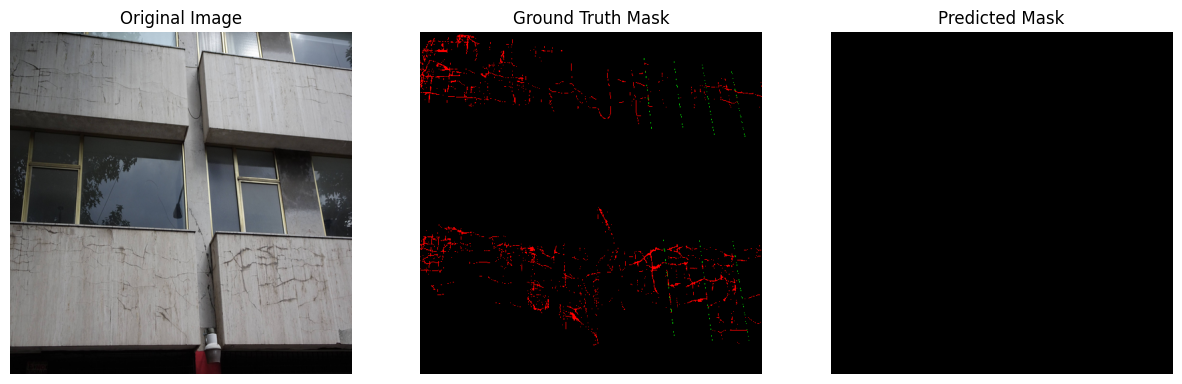 Original Image
Ground Truth Mask
Predicted Mask